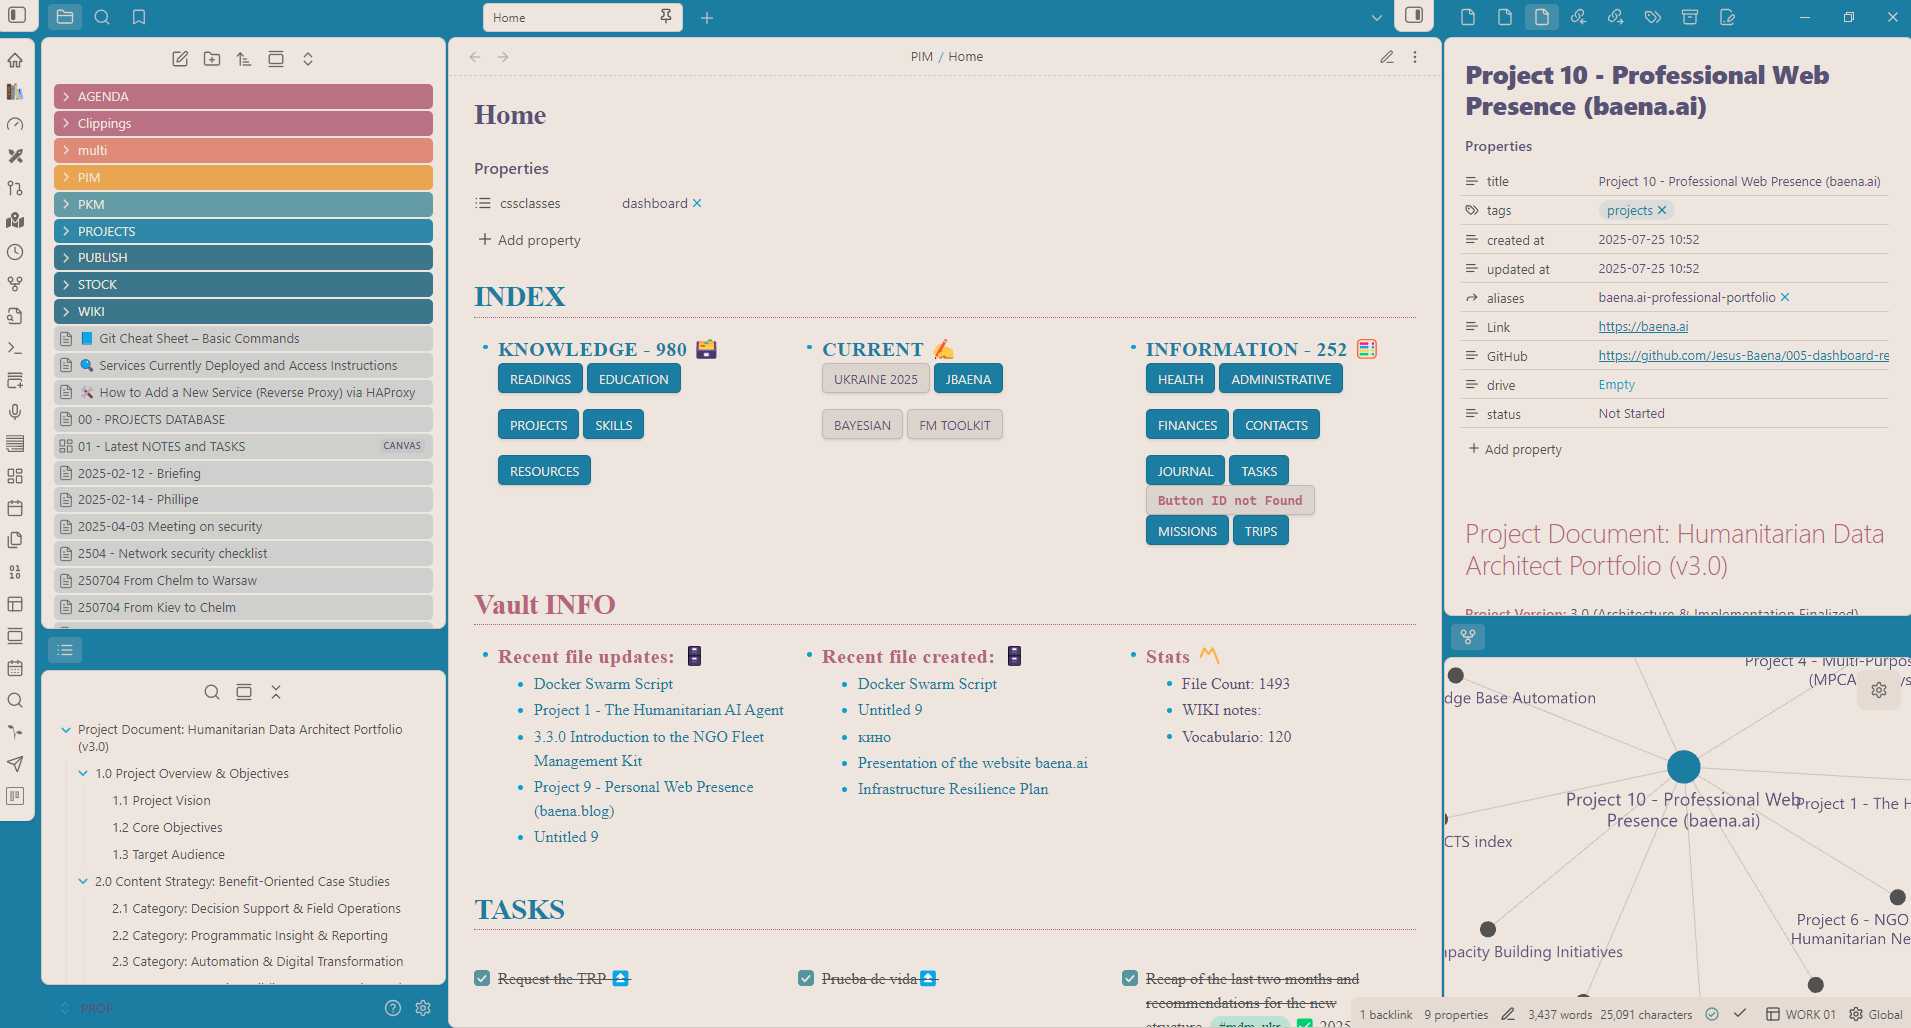 Home
AGENDA
Clippings
multi
PIM
PKM
PROJECTS
PUBLISH
STOCK
WIKI
Git Cheat Sheet – Basic Commands
Services Currently Deployed and Access Instructions
How to Add a New Service (Reverse Proxy) via HAProxy
00 - PROJECTS DATABASE
01 - Latest NOTES and TASKS CANVAS
2025-02-12 - Briefing
2025-02-14 - Phillipe
2025-04-03 Meeting on security
2504 - Network security checklist
250704 From Chelm to Warsaw
250704 From Kiev to Chelm
Project Document: Humanitarian Data Architect Portfolio
(v3.0)
1.0 Project Overview & Objectives
1.1 Project Vision
1.2 Core Objectives
1.3 Target Audience
2.0 Content Strategy: Benefit-Oriented Case Studies
2.1 Category: Decision Support & Field Operations
2.2 Category: Programmatic Insight & Reporting
2.3 Category: Automation & Digital Transformation
PROF
PIM / Home
Home
Properties
cssclasses dashboard
Add property
INDEX
KNOWLEDGE - 980
READINGS EDUCATION
PROJECTS SKILLS
RESOURCES
CURRENT
UKRAINE 2025 JBAENA
BAYESIAN FM TOOLKIT
INFORMATION - 252
HEALTH ADMINISTRATIVE
FINANCES CONTACTS
JOURNAL TASKS
Button ID not Found
MISSIONS TRIPS
Vault INFO
Recent file updates:
Docker Swarm Script
Project 1 - The Humanitarian AI Agent
3.3.0 Introduction to the NGO Fleet
Management Kit
Project 9 - Personal Web Presence
(baena.blog)
Untitled 9
Recent file created:
Docker Swarm Script
Untitled 9
кино
Presentation of the website baena.ai
Infrastructure Resilience Plan
Stats
File Count: 1493
WIKI notes:
Vocabulario: 120
TASKS
Request the TRP
Prueba de vida
Recap of the last two months and
recommendations for the new
structure #mdm-ukr 2025
Project 10 - Professional Web
Presence (baena.ai)
Properties
title Project 10 - Professional Web Presence (baena.ai)
tags projects
created at 2025-07-25 10:52
updated at 2025-07-25 10:52
aliases baena.ai-professional-portfolio
Link https://baena.ai
GitHub https://github.com/Jesus-Baena/005-dashboard-re
drive Empty
status Not Started
Add property
Project Document: Humanitarian Data
Architect Portfolio (v3.0)
Project Version: 3.0 (Architecture & Implementation Finalized)
Project 4 - Multi-Purpos
(MPCA ys
dge Base Automation
Project 10 - Professional Web
Presence (baena.ai)
Project 1 - The H
CTS index
Project 6 - NGO
Humanitarian Ne
apacity Building Initiatives
1 backlink 9 properties 3,437 words 25,091 characters WORK 01 Global